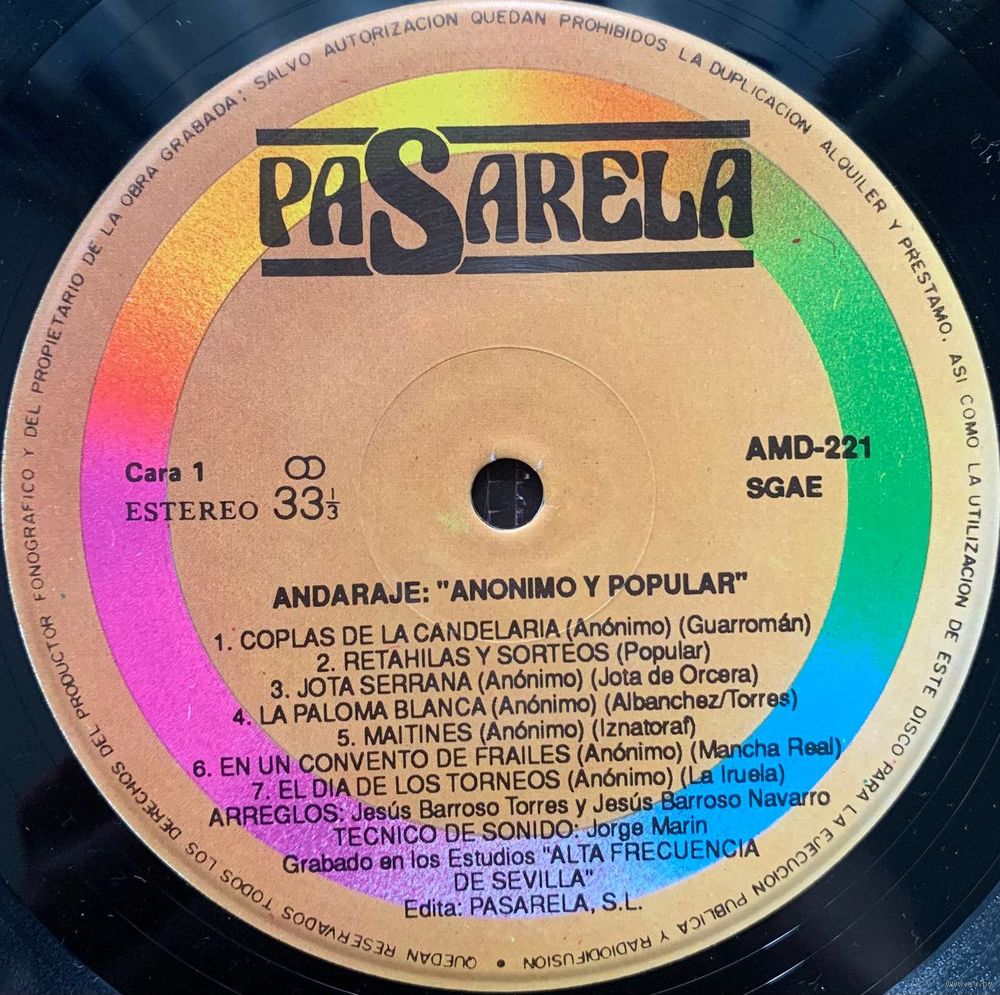 QUEDAN RESERVADOS TODOS LOS DERECHOS DEL PRODUCTOR FONOGRAFICO Y DEL PROPIETARIO DE LA OBRA GRABADA; SALVO AUTORIZACION QUEDAN PROHIBIDOS LA DUPLICACION ALQUILER Y PRESTAMO, ASI COMO LA UTILIZACION DE ESTE DISCO PARA LA EJECUCION PUBLICA Y RADIODIFUSION •
PASARELA
Cara 1
ESTEREO 33 1/3
AMD-221
SGAE
ANDARAJE: "ANONIMO Y POPULAR"
1. COPLAS DE LA CANDELARIA (Anónimo) (Guarromán)
2. RETAHILAS Y SORTEOS (Popular)
3. JOTA SERRANA (Anónimo) (Jota de Orcera)
4. LA PALOMA BLANCA (Anónimo) (Albanchez/Torres)
5. MAITINES (Anónimo) (Iznatoraf)
6. EN UN CONVENTO DE FRAILES (Anónimo) (Mancha Real)
7. EL DIA DE LOS TORNEOS (Anónimo) (La Iruela)
ARREGLOS: Jesús Barroso Torres y Jesús Barroso Navarro
TECNICO DE SONIDO: Jorge Marin
Grabado en los Estudios "ALTA FRECUENCIA
DE SEVILLA"
Edita: PASARELA, S.L.